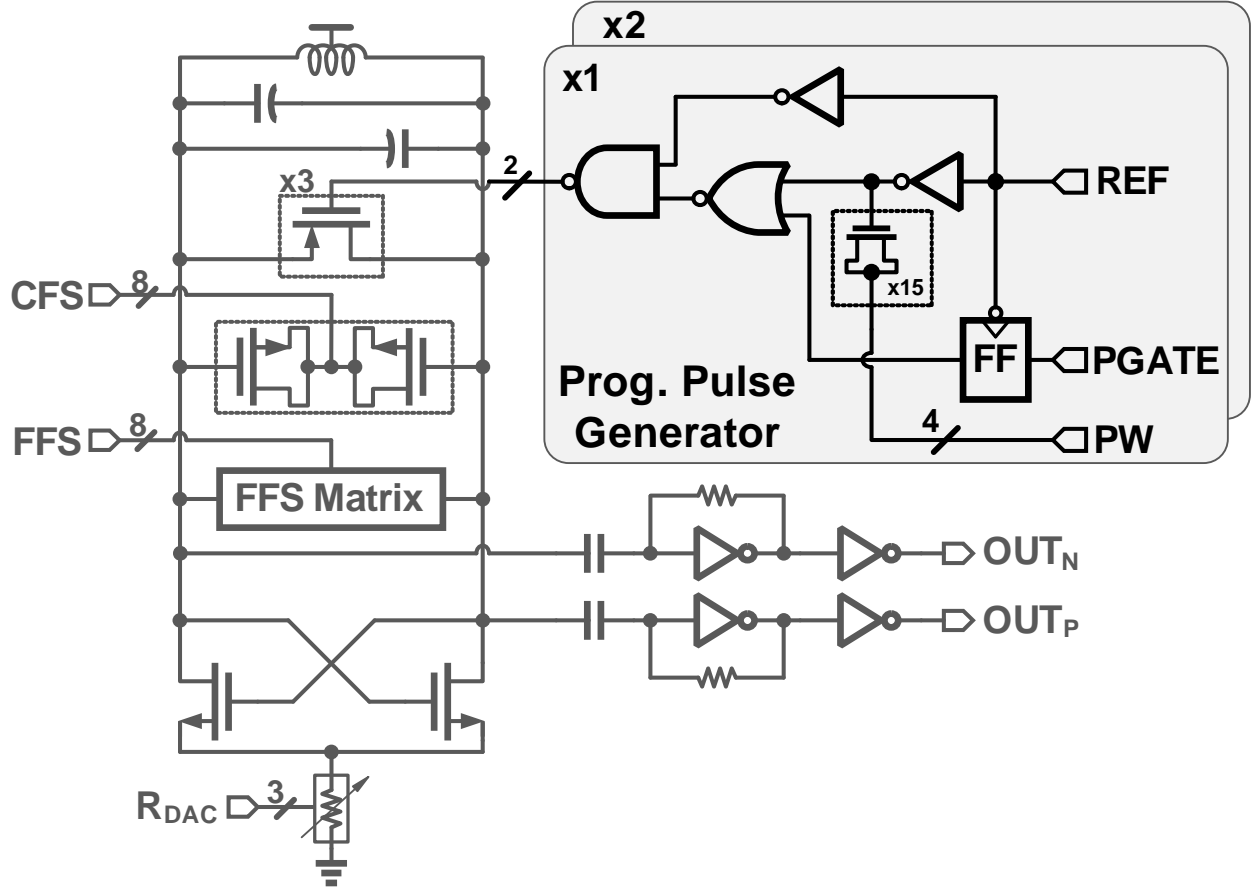 x2
x1
x3
2
REF
CFS
8
x15
FF
PGATE
Prog. Pulse
Generator
4
PW
FFS
8
FFS Matrix
OUTN
OUTP
RDAC
3